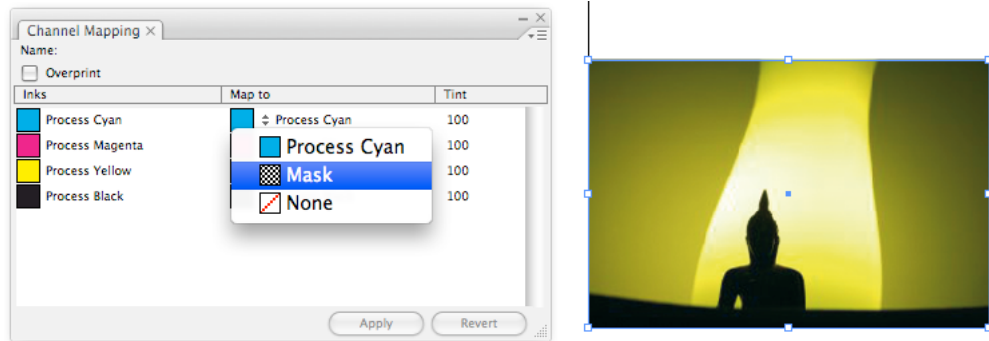 Channel Mapping
Name:
Overprint
Inks Map to Tint
Process Cyan Process Cyan 100
Process Magenta 100
Process Yellow 100
Process Black 100
Process Cyan
Mask
None
Apply Revert